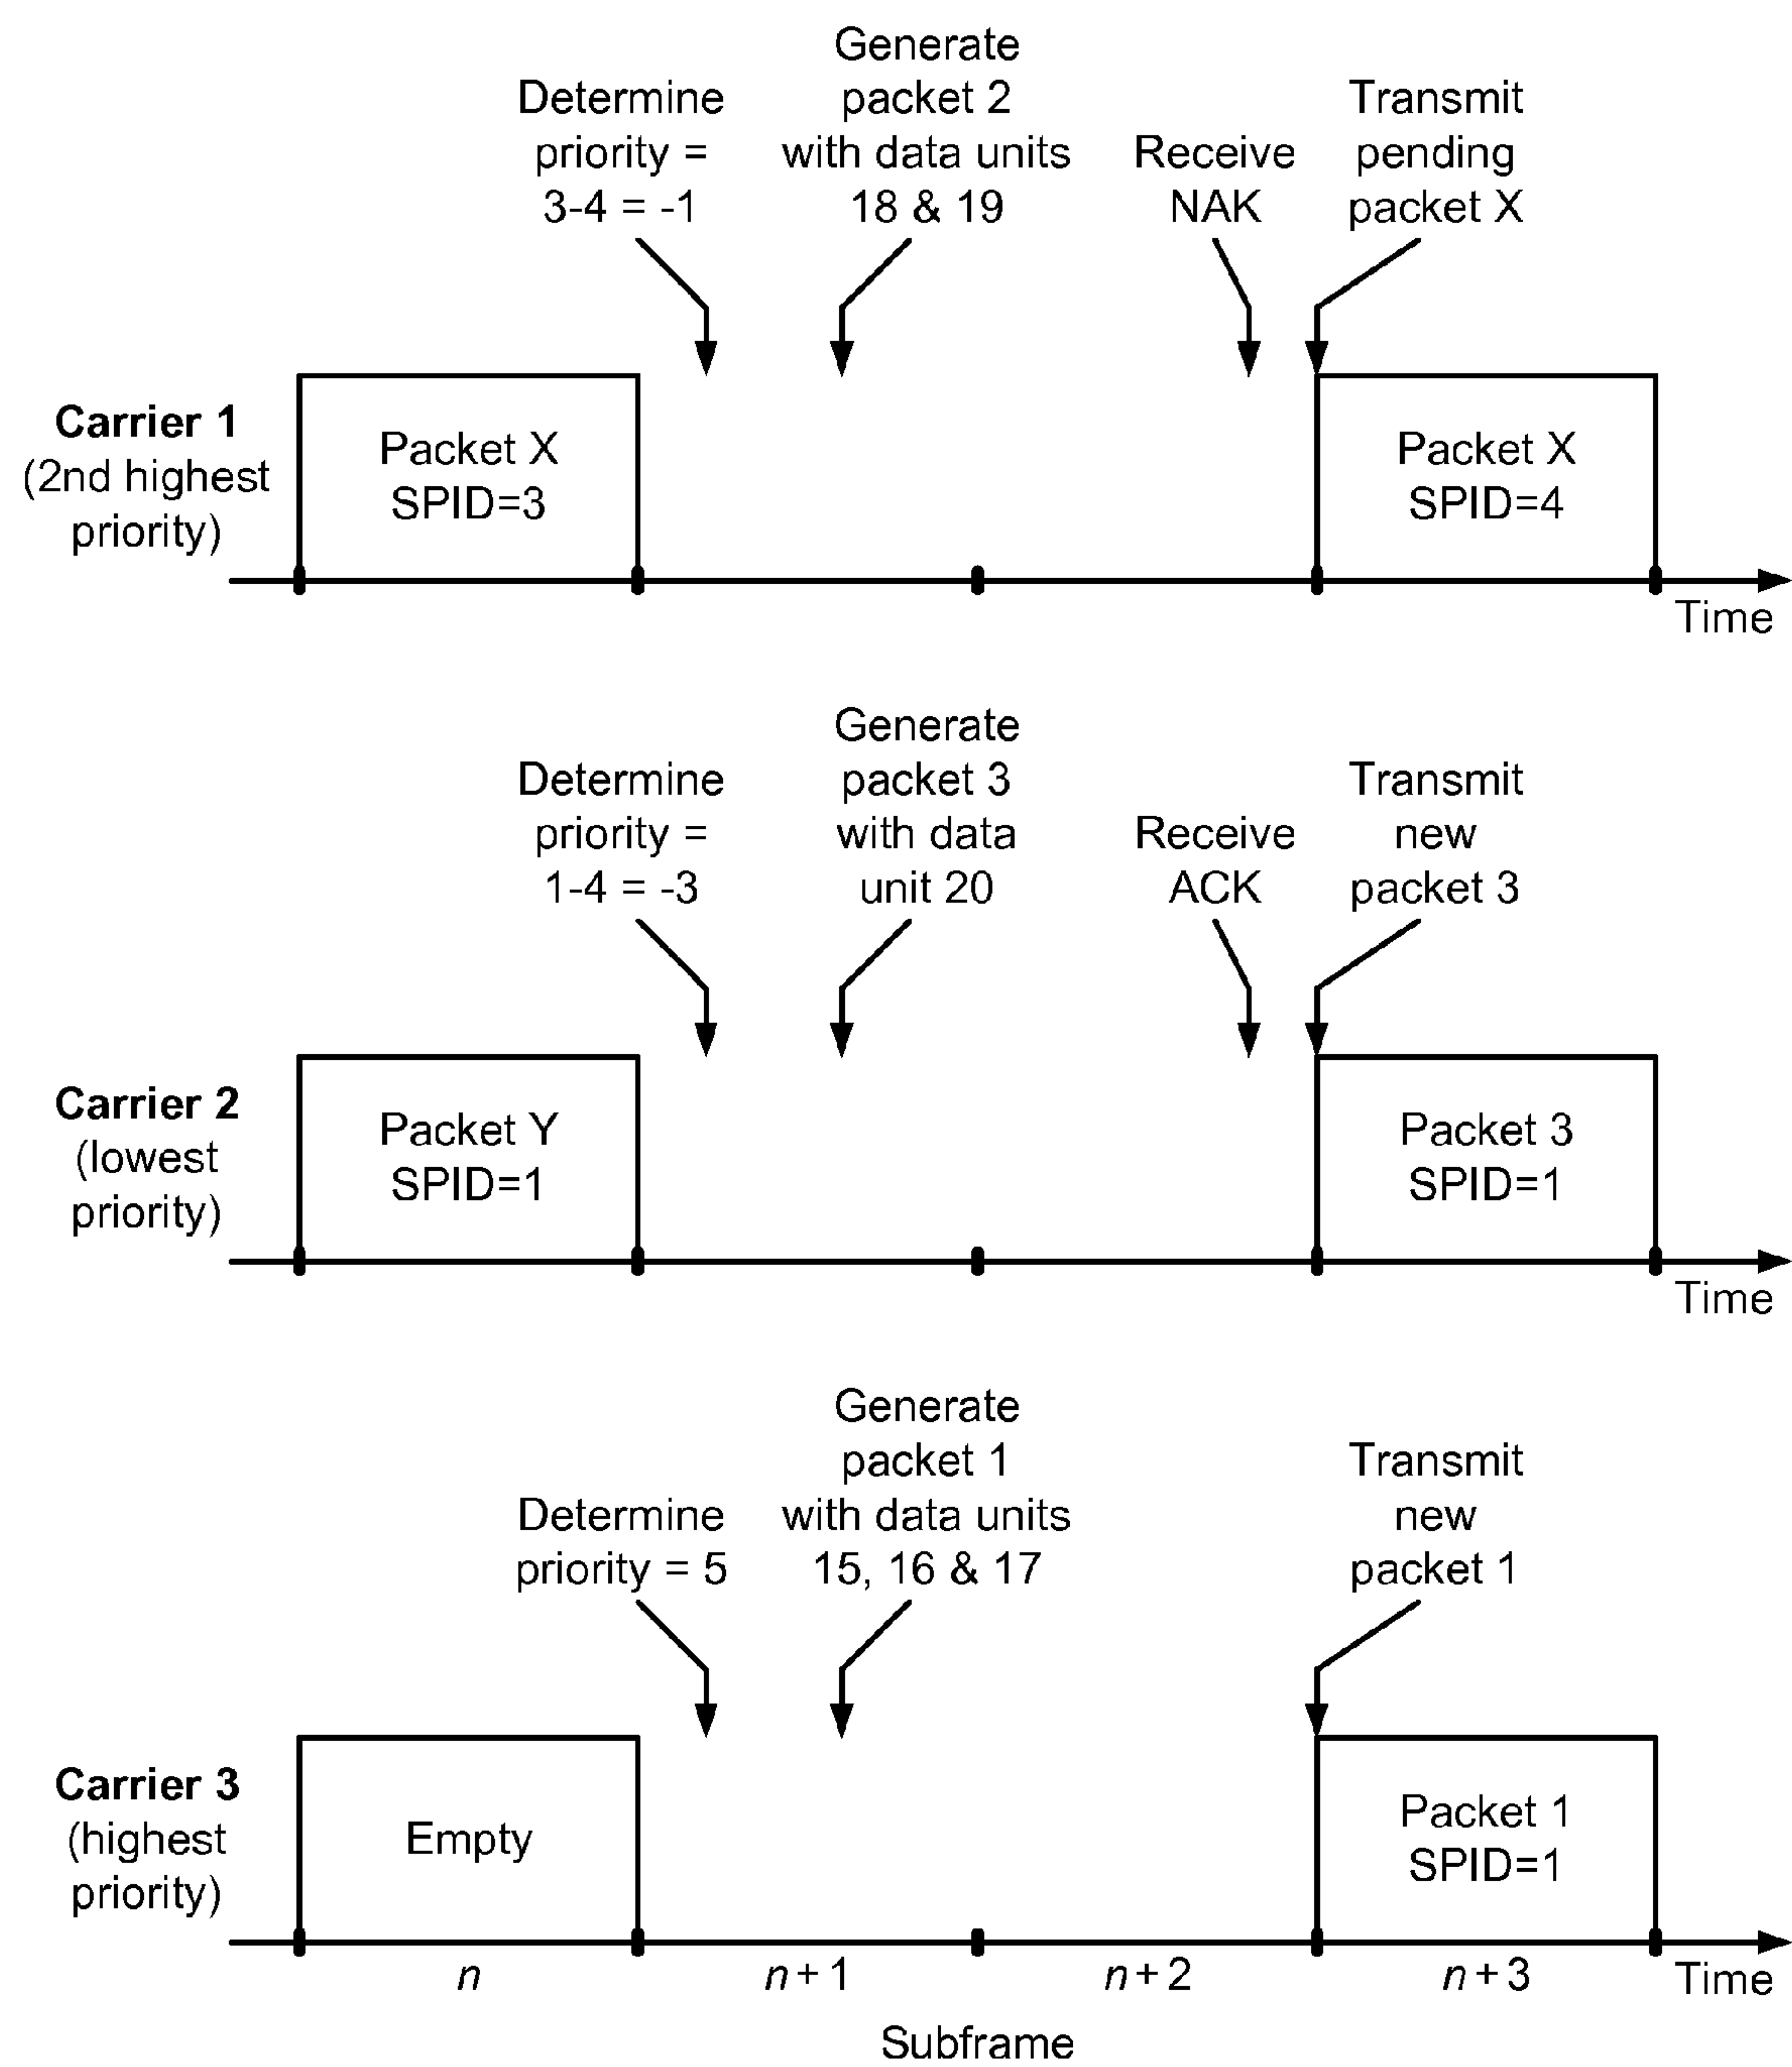 Generate
packet 2
with data units
18 & 19
Determine
priority =
3-4 = -1
Receive
NAK
Transmit
pending
packet X
Carrier 1
(2nd highest
priority)
Packet X
SPID=3
Packet X
SPID=4
Time
Generate
packet 3
with data
unit 20
Determine
priority =
1-4 = -3
Receive
ACK
Transmit
new
packet 3
Carrier 2
(lowest
priority)
Packet Y
SPID=1
Packet 3
SPID=1
Time
Generate
packet 1
with data units
15, 16 & 17
Determine
priority = 5
Transmit
new
packet 1
Carrier 3
(highest
priority)
Empty
Packet 1
SPID=1
n
n+1
n+2
n+3
Time
Subframe